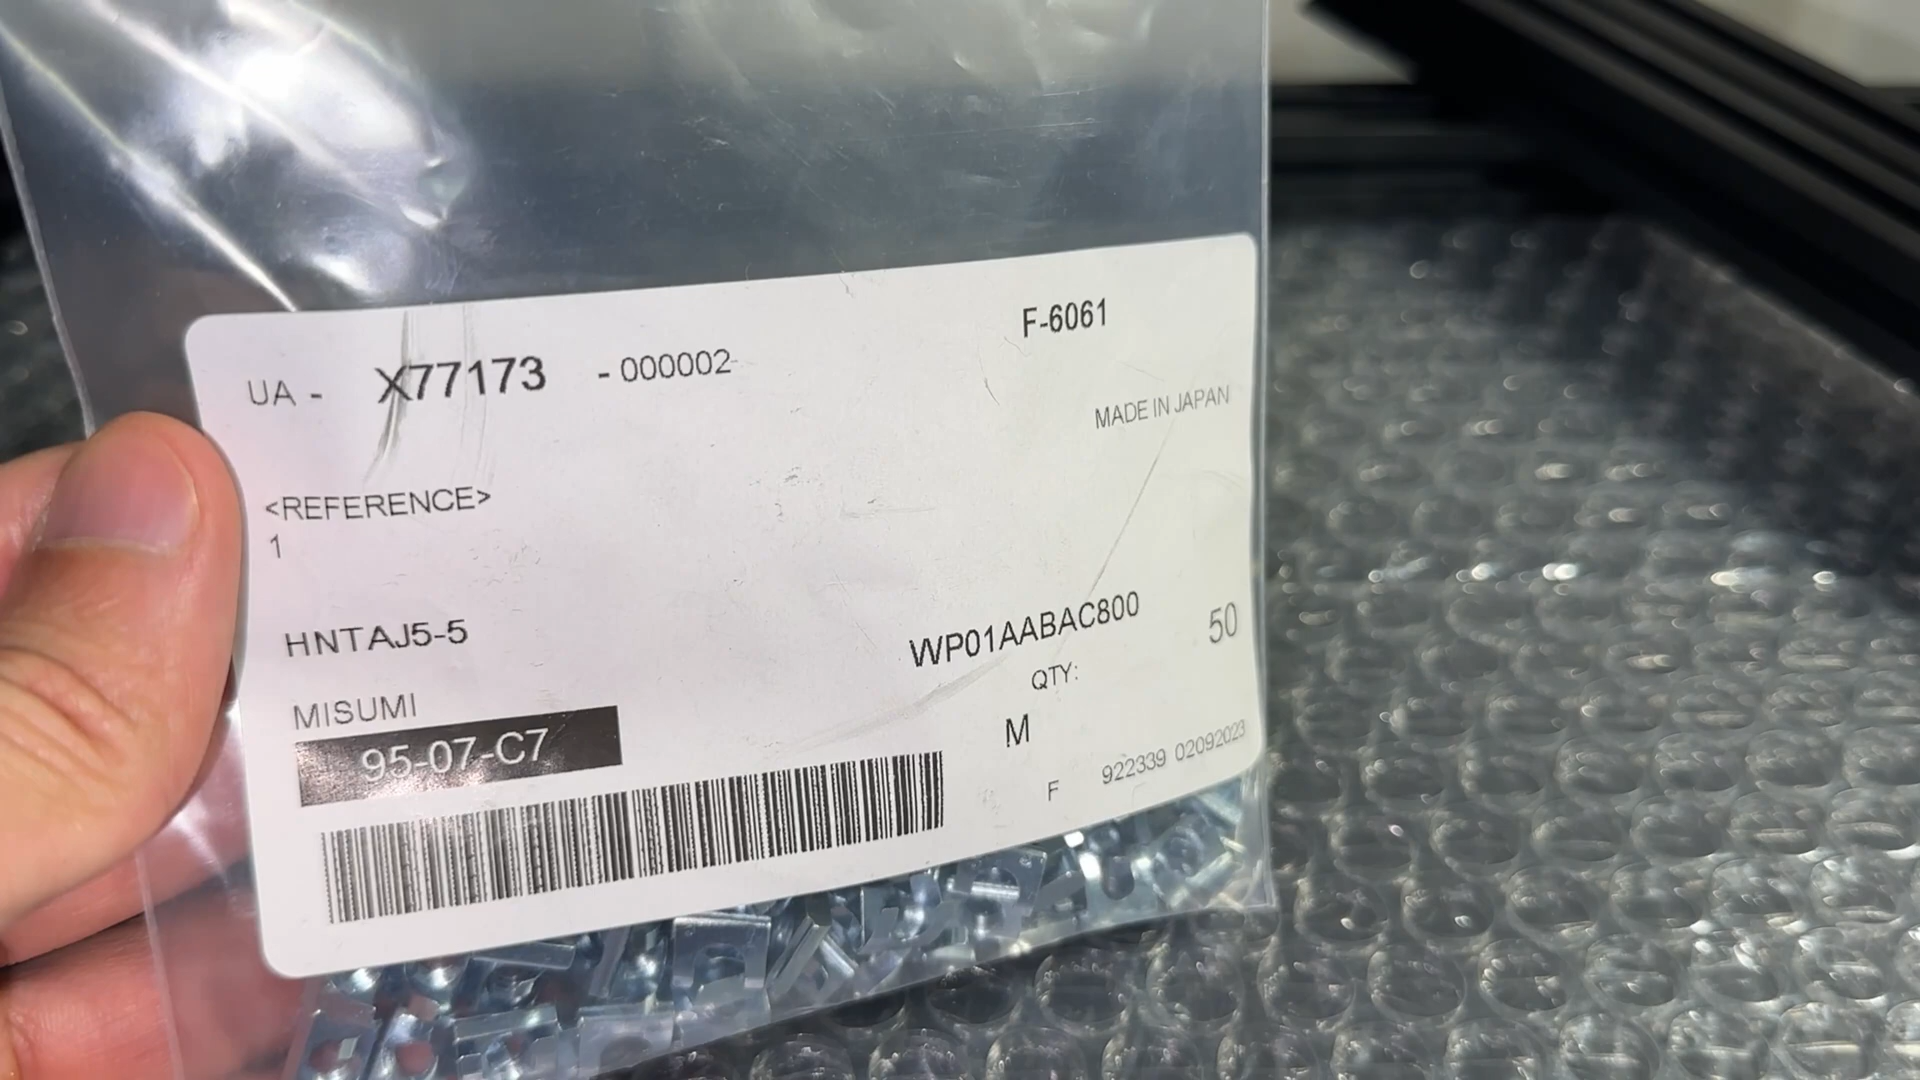 UA - X77173 - 000002-
F-6061
MADE IN JAPAN
<REFERENCE>
1
HNTAJ5-5
WP01AABAC800
QTY: 50
MISUMI
M
95-07-C7
F 922339 02092023